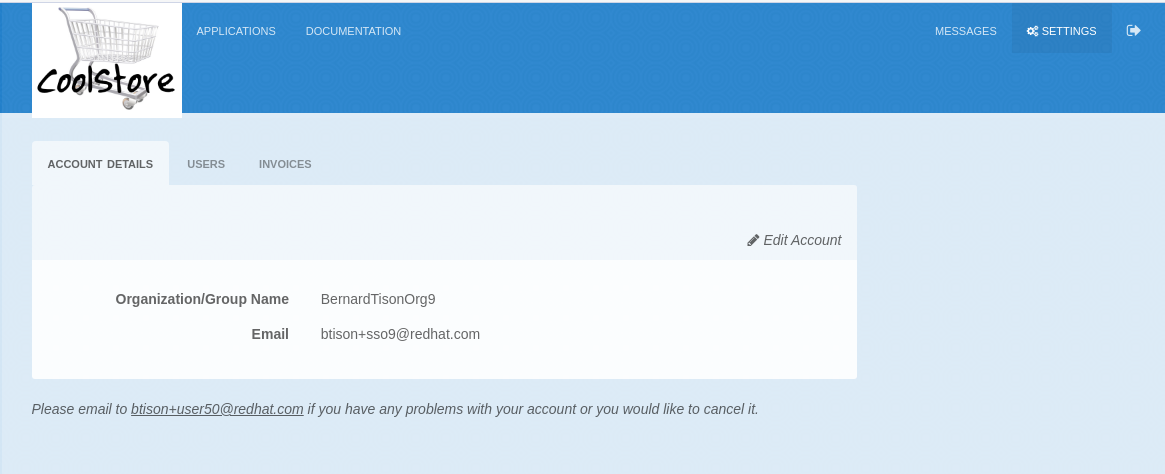 CoolStore
APPLICATIONS DOCUMENTATION MESSAGES SETTINGS
ACCOUNT DETAILS USERS INVOICES
Edit Account
Organization/Group Name BernardTisonOrg9
Email btison+sso9@redhat.com
Please email to btison+user50@redhat.com if you have any problems with your account or you would like to cancel it.